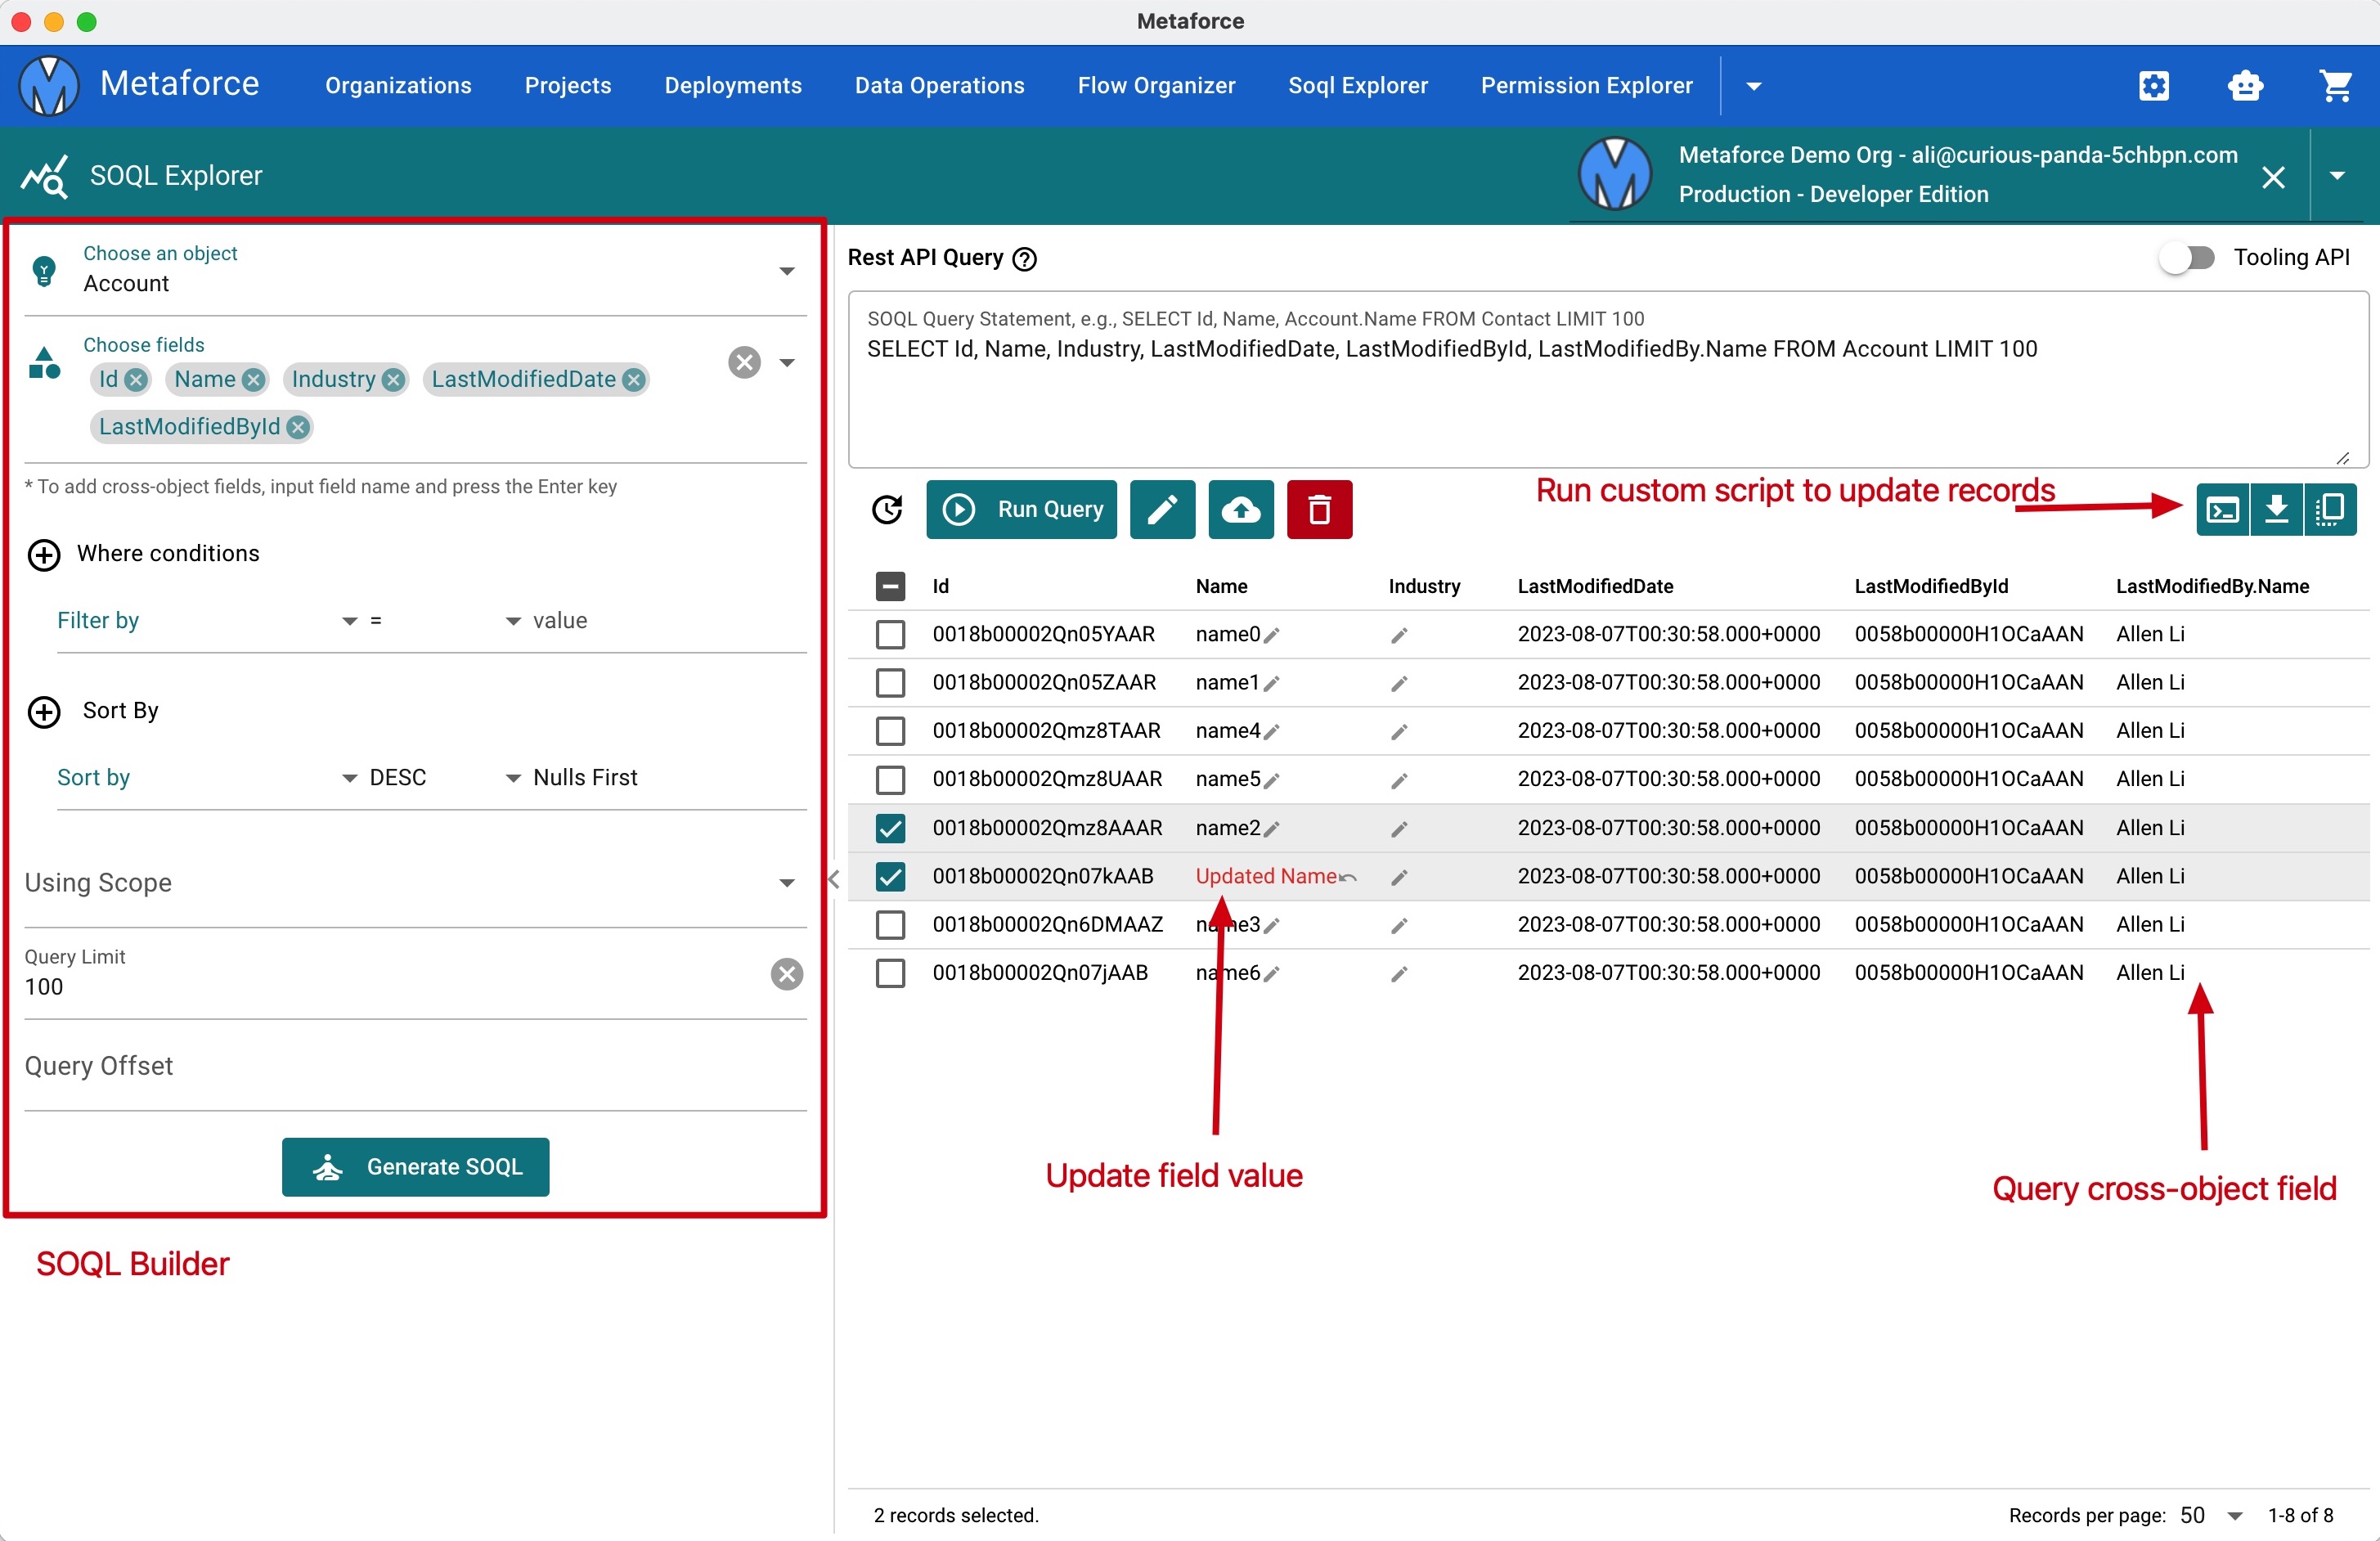 Metaforce
Metaforce Organizations Projects Deployments Data Operations Flow Organizer Soql Explorer Permission Explorer
SOQL Explorer
Metaforce Demo Org - ali@curious-panda-5chbpn.com
Production - Developer Edition
Choose an object
Account
Choose fields
Id Name Industry LastModifiedDate
LastModifiedById
* To add cross-object fields, input field name and press the Enter key
Where conditions
Filter by = value
Sort By
Sort by DESC Nulls First
Using Scope
Query Limit
100
Query Offset
Generate SOQL
SOQL Builder
Rest API Query
Tooling API
SOQL Query Statement, e.g., SELECT Id, Name, Account.Name FROM Contact LIMIT 100
SELECT Id, Name, Industry, LastModifiedDate, LastModifiedById, LastModifiedBy.Name FROM Account LIMIT 100
Run Query
Run custom script to update records
Id Name Industry LastModifiedDate LastModifiedById LastModifiedBy.Name
0018b00002Qn05YAAR name0 2023-08-07T00:30:58.000+0000 0058b00000H1OCaAAN Allen Li
0018b00002Qn05ZAAR name1 2023-08-07T00:30:58.000+0000 0058b00000H1OCaAAN Allen Li
0018b00002Qmz8TAAR name4 2023-08-07T00:30:58.000+0000 0058b00000H1OCaAAN Allen Li
0018b00002Qmz8UAAR name5 2023-08-07T00:30:58.000+0000 0058b00000H1OCaAAN Allen Li
0018b00002Qmz8AAAR name2 2023-08-07T00:30:58.000+0000 0058b00000H1OCaAAN Allen Li
0018b00002Qn07kAAB Updated Name 2023-08-07T00:30:58.000+0000 0058b00000H1OCaAAN Allen Li
0018b00002Qn6DMAAZ name3 2023-08-07T00:30:58.000+0000 0058b00000H1OCaAAN Allen Li
0018b00002Qn07jAAB name6 2023-08-07T00:30:58.000+0000 0058b00000H1OCaAAN Allen Li
Update field value
Query cross-object field
2 records selected.
Records per page: 50 1-8 of 8